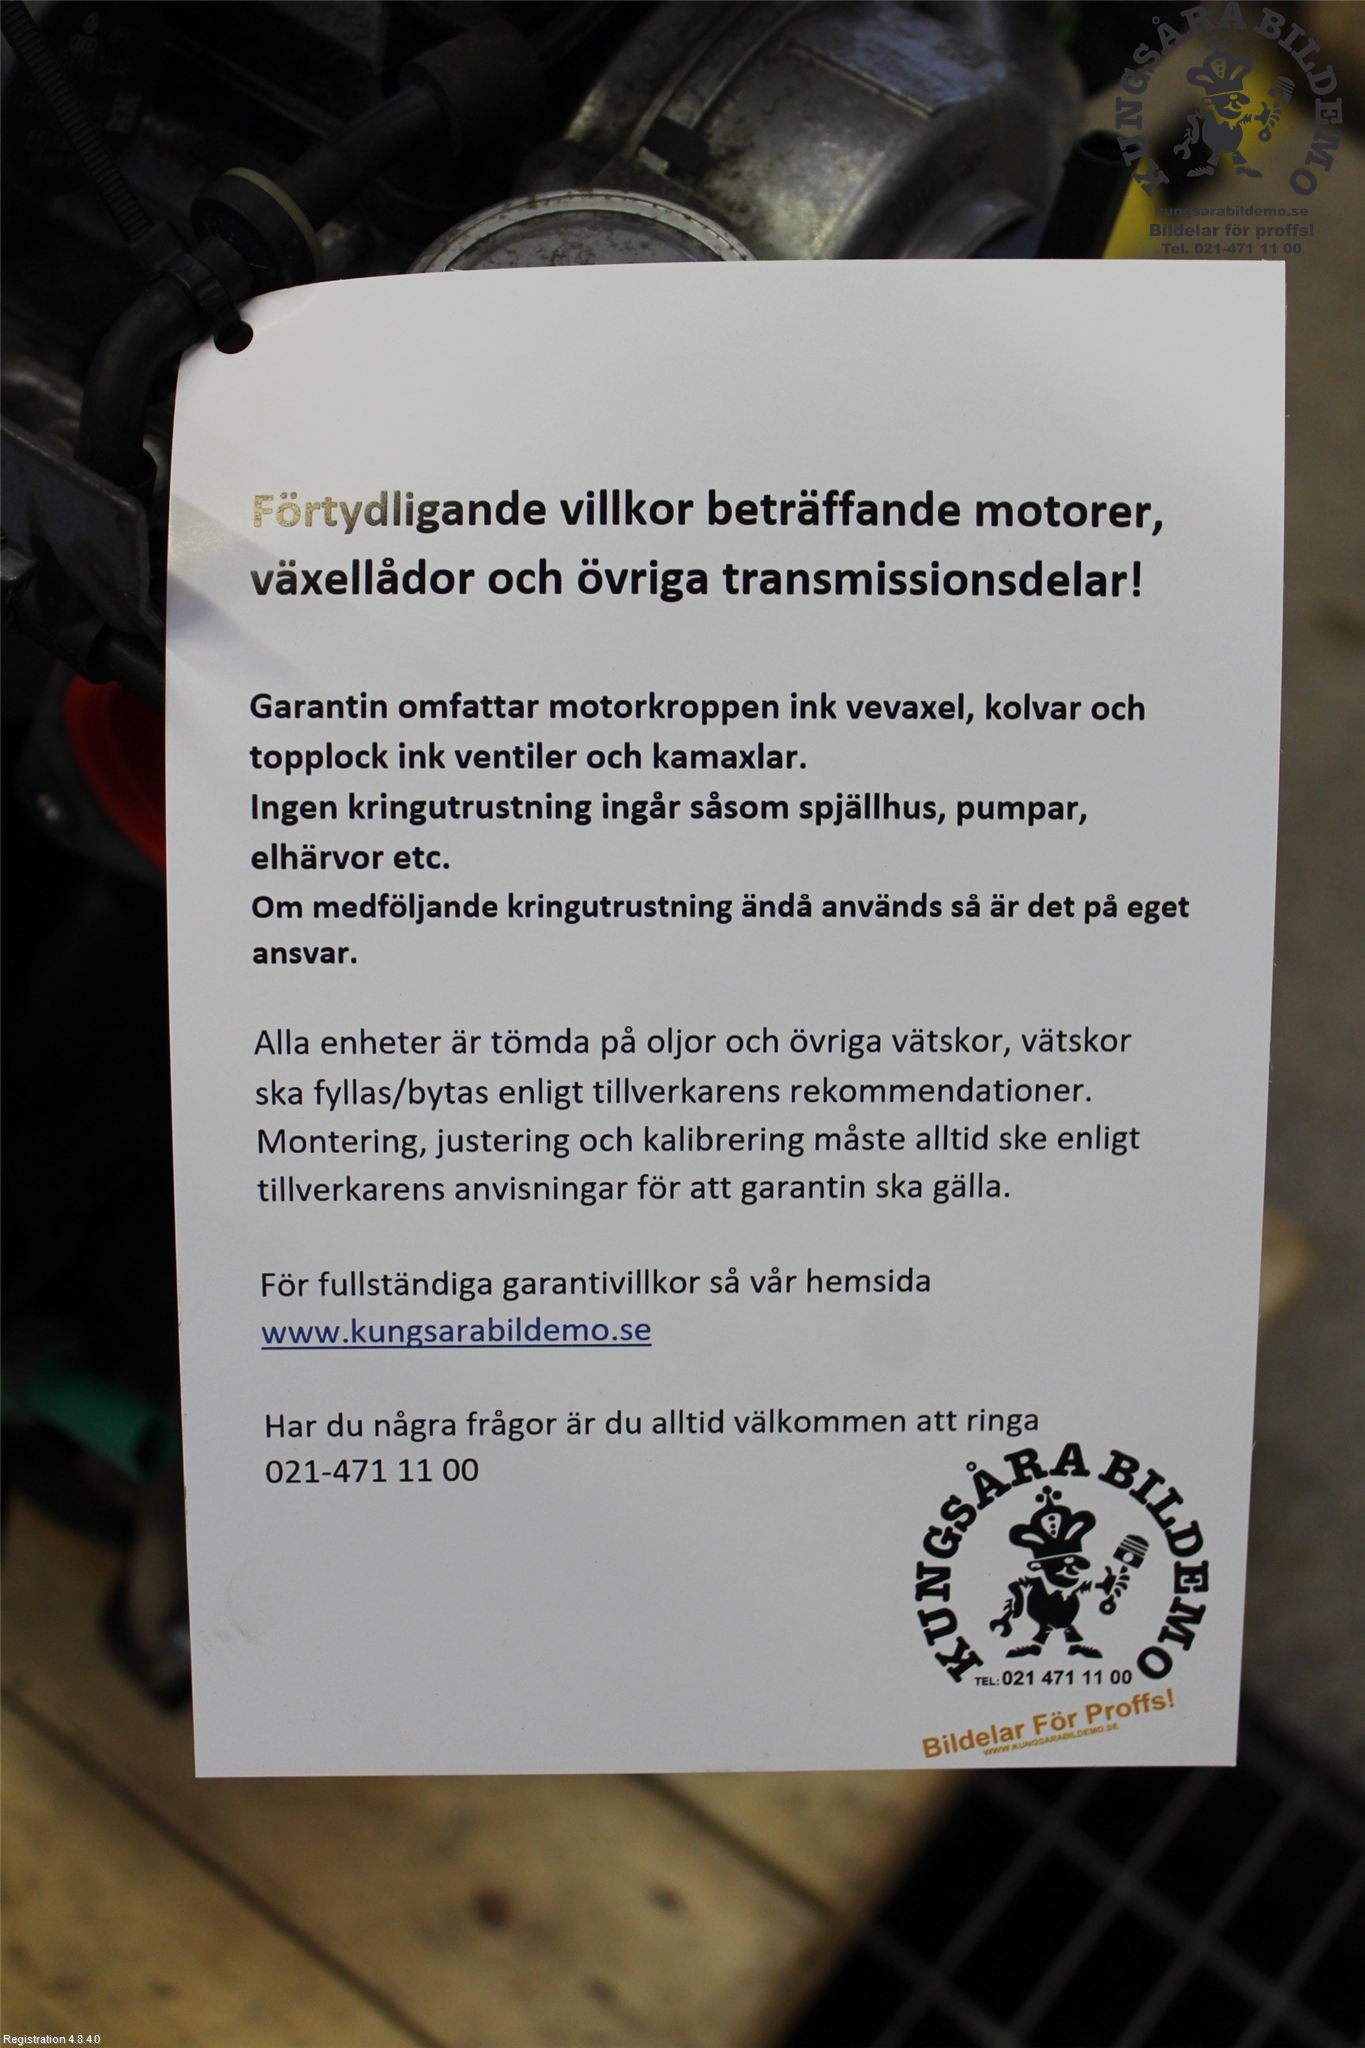 KUNGSÅRA BILDEMO
kungsarabildemo.se
Bildelar för proffs!
Tel. 021-471 11 00
Förtydligande villkor beträffande motorer,
växellådor och övriga transmissionsdelar!
Garantin omfattar motorkroppen ink vevaxel, kolvar och
topplock ink ventiler och kamaxlar.
Ingen kringutrustning ingår såsom spjällhus, pumpar,
elhärvor etc.
Om medföljande kringutrustning ändå används så är det på eget
ansvar.
Alla enheter är tömda på oljor och övriga vätskor, vätskor
ska fyllas/bytas enligt tillverkarens rekommendationer.
Montering, justering och kalibrering måste alltid ske enligt
tillverkarens anvisningar för att garantin ska gälla.
För fullständiga garantivillkor så vår hemsida
www.kungsarabildemo.se
Har du några frågor är du alltid välkommen att ringa
021-471 11 00
KUNGSÅRA BILDEMO
TEL: 021 471 11 00
Bildelar För Proffs!
WWW.KUNGSARABILDEMO.SE
Registration 4.8.4.0